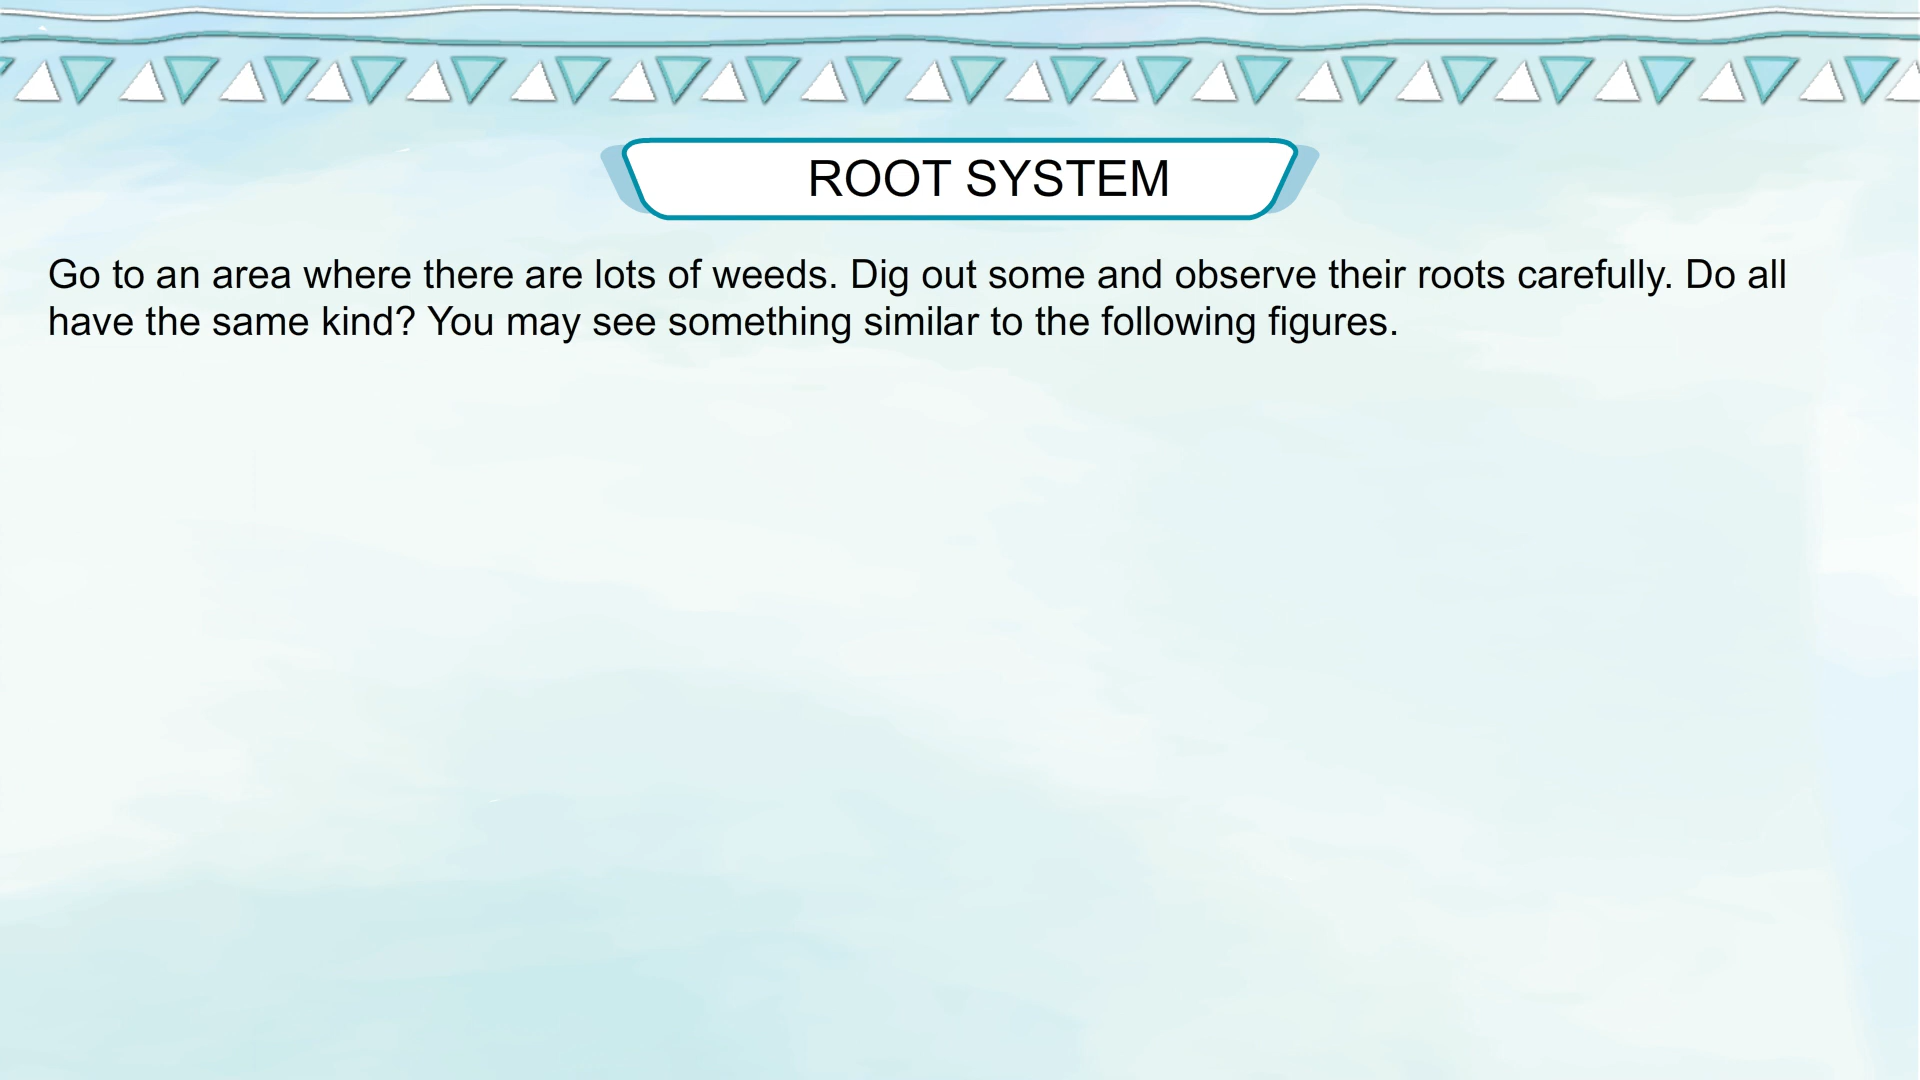 ROOT SYSTEM
Go to an area where there are lots of weeds. Dig out some and observe their roots carefully. Do all
have the same kind? You may see something similar to the following figures.